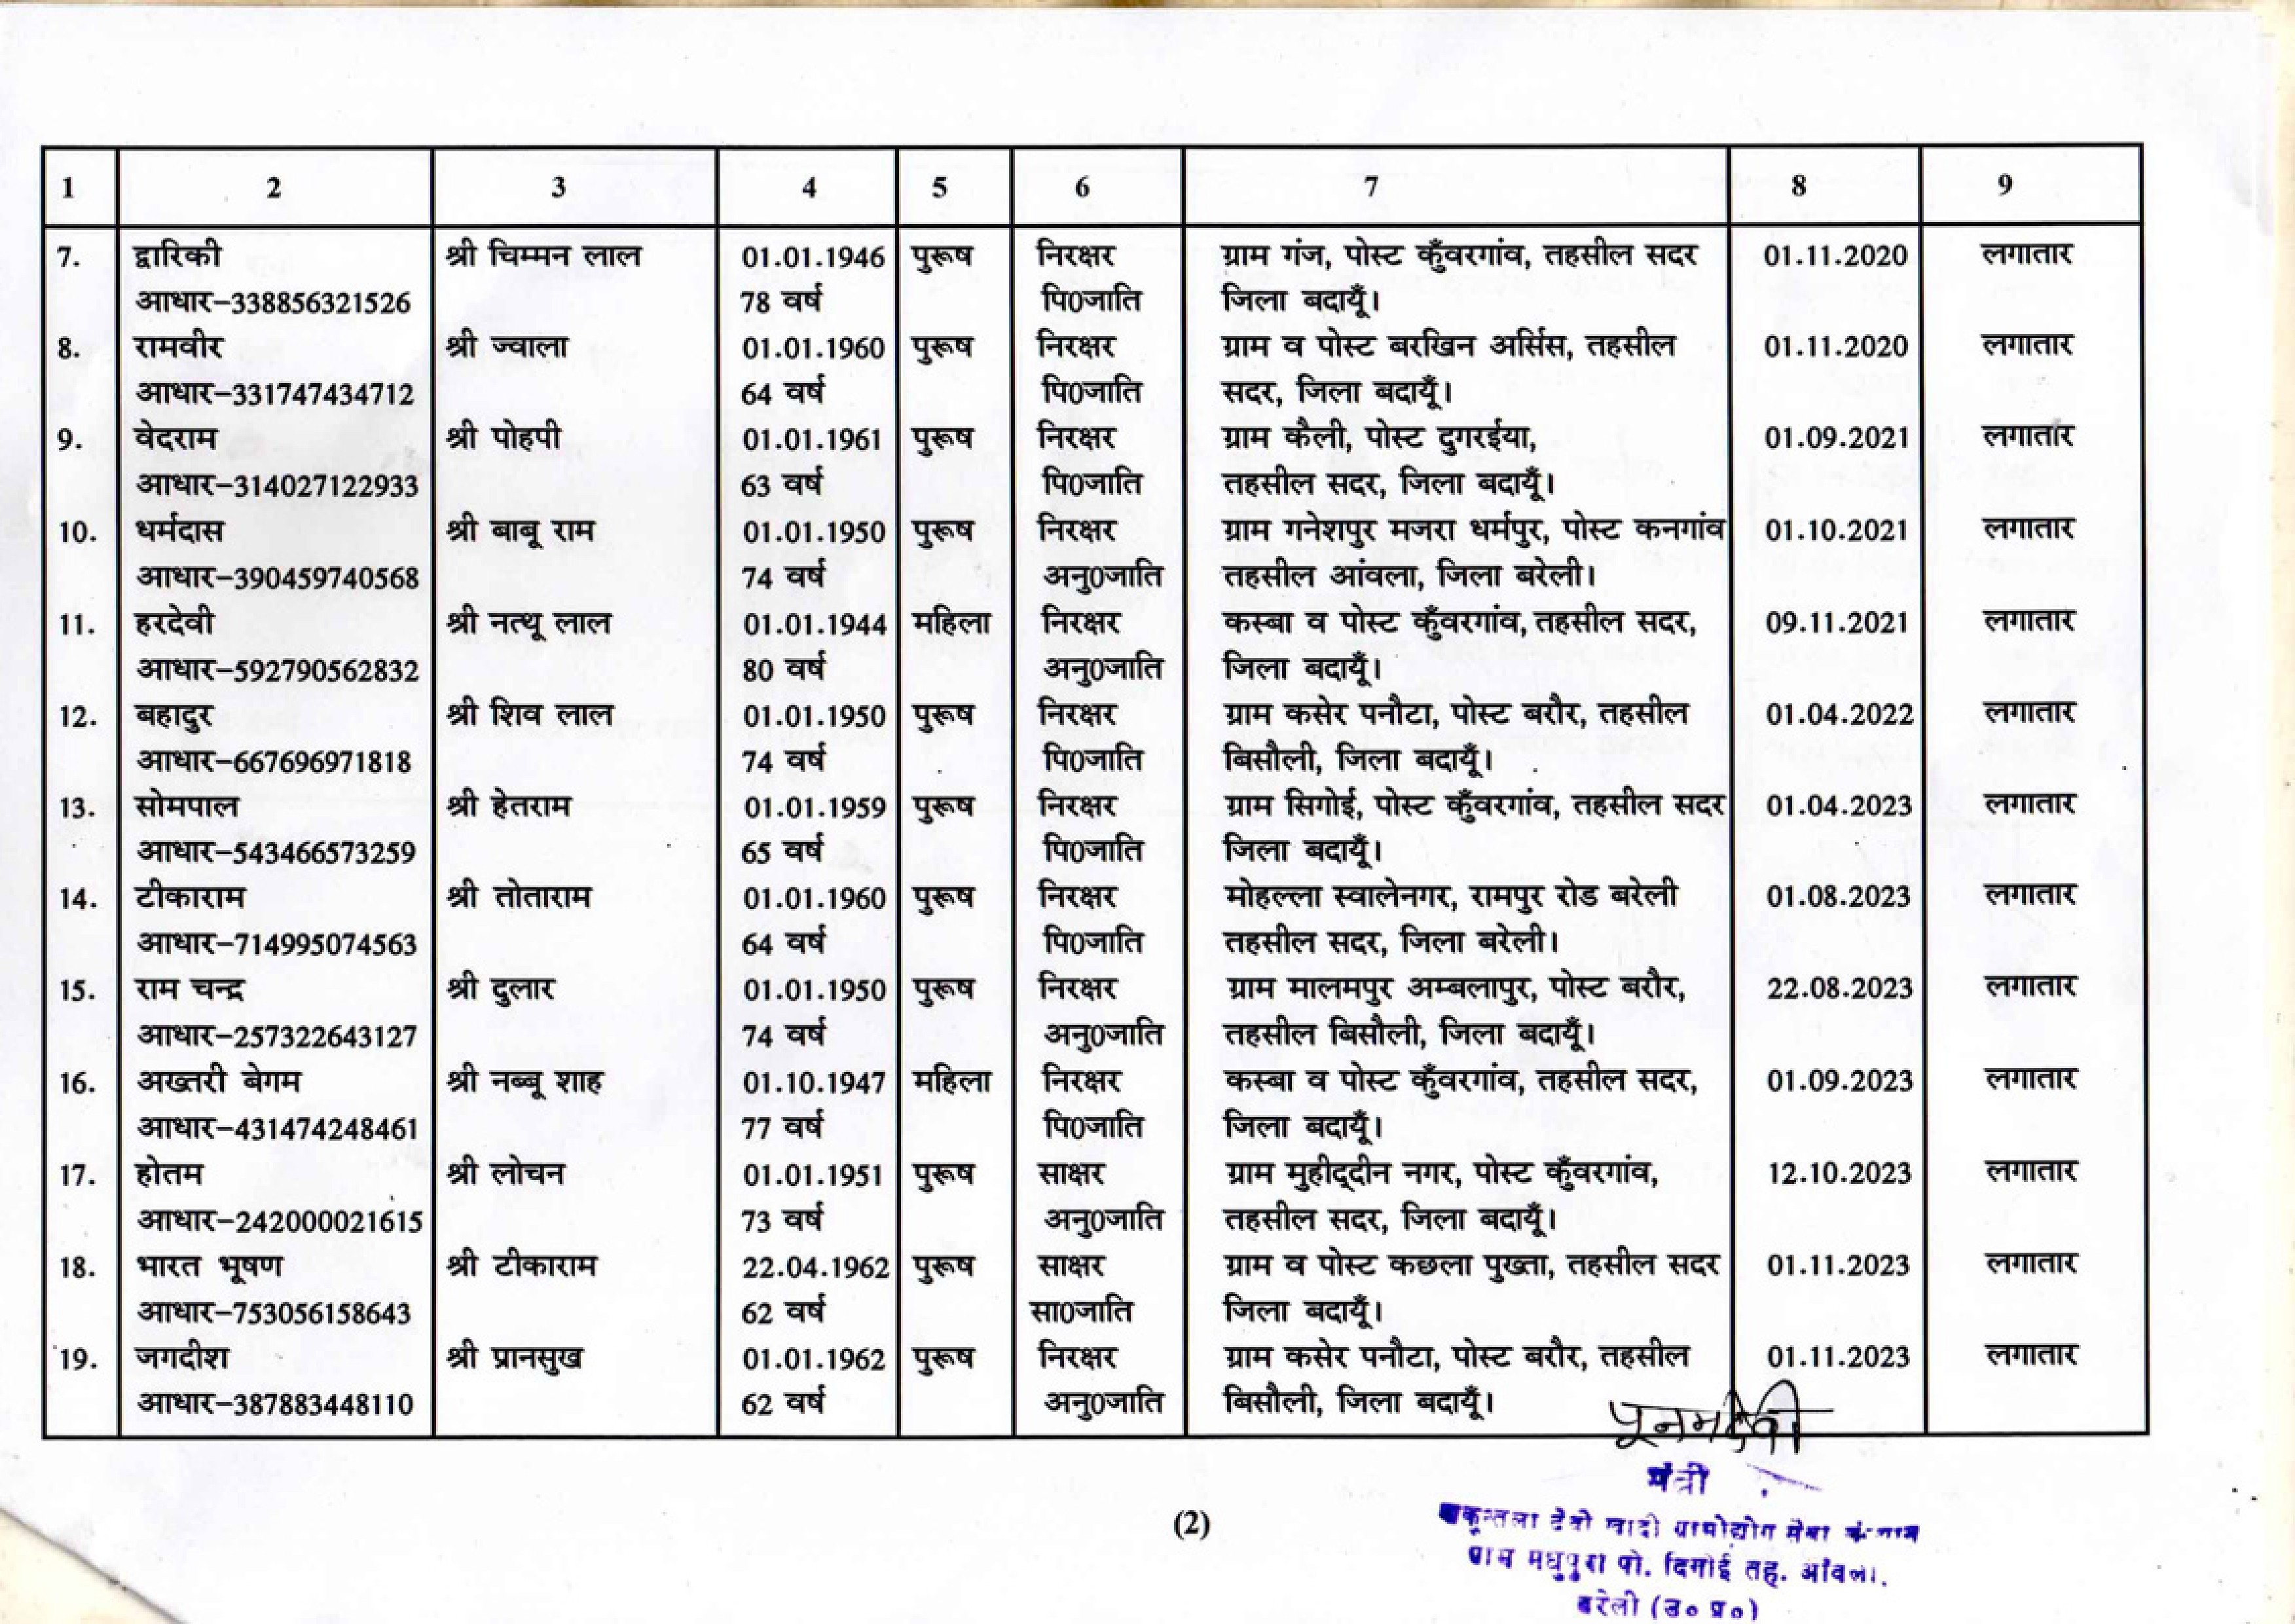 1 2 3 4 5 6 7 8 9
7. द्वारिकी श्री चिम्मन लाल 01.01.1946 पुरूष निरक्षर ग्राम गंज, पोस्ट कुँवरगांव, तहसील सदर 01.11.2020 लगातार
आधार–338856321526 78 वर्ष पि0जाति जिला बदायूँ।
8. रामवीर श्री ज्वाला 01.01.1960 पुरूष निरक्षर ग्राम व पोस्ट बरखिन अर्सिस, तहसील 01.11.2020 लगातार
आधार–331747434712 64 वर्ष पि0जाति सदर, जिला बदायूँ।
9. वेदराम श्री पोहपी 01.01.1961 पुरूष निरक्षर ग्राम कैली, पोस्ट दुगरईया, 01.09.2021 लगातार
आधार–314027122933 63 वर्ष पि0जाति तहसील सदर, जिला बदायूँ।
10. धर्मदास श्री बाबू राम 01.01.1950 पुरूष निरक्षर ग्राम गनेशपुर मजरा धर्मपुर, पोस्ट कनगांव 01.10.2021 लगातार
आधार–390459740568 74 वर्ष अनु0जाति तहसील आंवला, जिला बरेली।
11. हरदेवी श्री नत्थू लाल 01.01.1944 महिला निरक्षर कस्बा व पोस्ट कुँवरगांव, तहसील सदर, 09.11.2021 लगातार
आधार–592790562832 80 वर्ष अनु0जाति जिला बदायूँ।
12. बहादुर श्री शिव लाल 01.01.1950 पुरूष निरक्षर ग्राम कसेर पनौटा, पोस्ट बरौर, तहसील 01.04.2022 लगातार
आधार–667696971818 74 वर्ष पि0जाति बिसौली, जिला बदायूँ।
13. सोमपाल श्री हेतराम 01.01.1959 पुरूष निरक्षर ग्राम सिगोई, पोस्ट कुँवरगांव, तहसील सदर 01.04.2023 लगातार
आधार–543466573259 65 वर्ष पि0जाति जिला बदायूँ।
14. टीकाराम श्री तोताराम 01.01.1960 पुरूष निरक्षर मोहल्ला स्वालेनगर, रामपुर रोड बरेली 01.08.2023 लगातार
आधार–714995074563 64 वर्ष पि0जाति तहसील सदर, जिला बरेली।
15. राम चन्द्र श्री दुलार 01.01.1950 पुरूष निरक्षर ग्राम मालमपुर अम्बलापुर, पोस्ट बरौर, 22.08.2023 लगातार
आधार–257322643127 74 वर्ष अनु0जाति तहसील बिसौली, जिला बदायूँ।
16. अख्तरी बेगम श्री नब्बू शाह 01.10.1947 महिला निरक्षर कस्बा व पोस्ट कुँवरगांव, तहसील सदर, 01.09.2023 लगातार
आधार–431474248461 77 वर्ष पि0जाति जिला बदायूँ।
17. होतम श्री लोचन 01.01.1951 पुरूष साक्षर ग्राम मुहीद्दीन नगर, पोस्ट कुँवरगांव, 12.10.2023 लगातार
आधार–242000021615 73 वर्ष अनु0जाति तहसील सदर, जिला बदायूँ।
18. भारत भूषण श्री टीकाराम 22.04.1962 पुरूष साक्षर ग्राम व पोस्ट कछला पुख्ता, तहसील सदर 01.11.2023 लगातार
आधार–753056158643 62 वर्ष सा0जाति जिला बदायूँ।
19. जगदीश श्री प्रानसुख 01.01.1962 पुरूष निरक्षर ग्राम कसेर पनौटा, पोस्ट बरौर, तहसील 01.11.2023 लगातार
आधार–387883448110 62 वर्ष अनु0जाति बिसौली, जिला बदायूँ।
पूनमदेवी
मंत्री
(2)
देवी खादी ग्रामोद्योग सेवा
ग्राम मधुपुरा पो. दिगोई तह. आंवला.
बरेली (उ० प्र०)